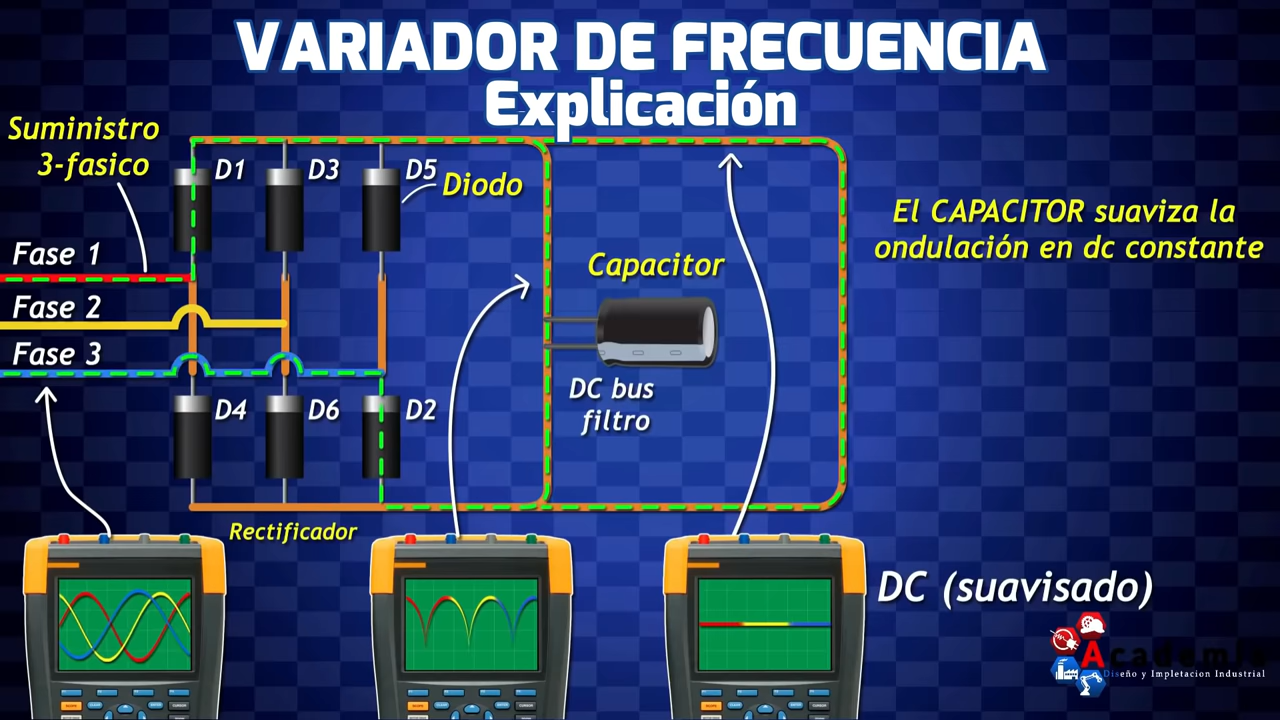 VARIADOR DE FRECUENCIA
Explicación
Suministro
3-fasico
D1
D3
D5
Diodo
El CAPACITOR suaviza la
ondulación en dc constante
Fase 1
Capacitor
Fase 2
Fase 3
DC bus
filtro
D4
D6
D2
Rectificador
DC (suavisado)
Academia
Diseño y Impletacion Industrial